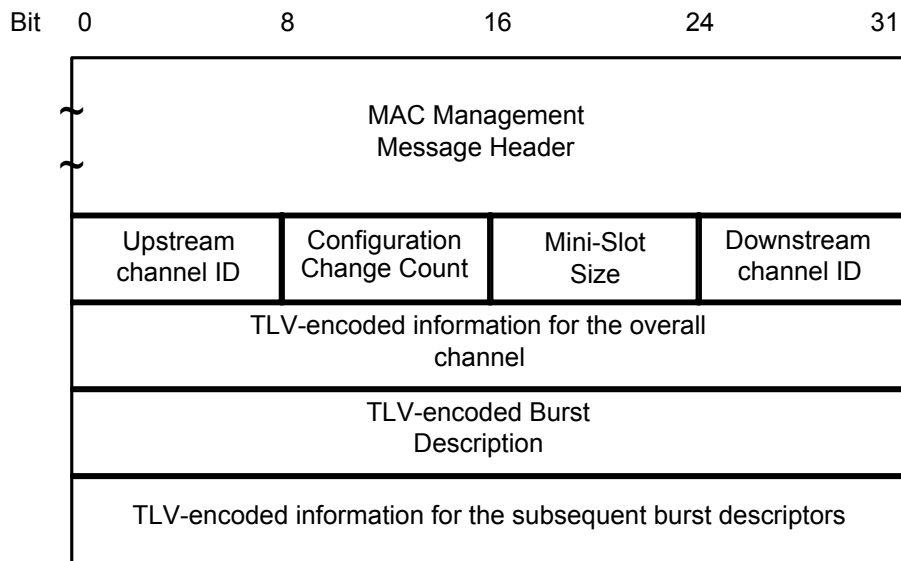 Bit 0 8 16 24 31
MAC Management
Message Header
Upstream
channel ID
Configuration
Change Count
Mini-Slot
Size
Downstream
channel ID
TLV-encoded information for the overall
channel
TLV-encoded Burst
Description
TLV-encoded information for the subsequent burst descriptors